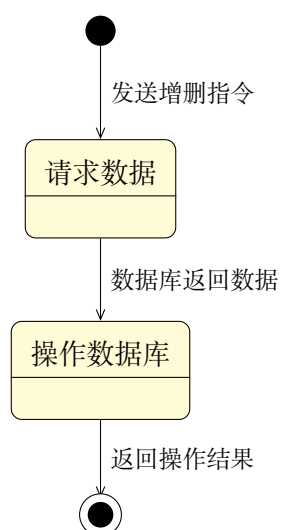 发送增删指令
请求数据
数据库返回数据
操作数据库
返回操作结果